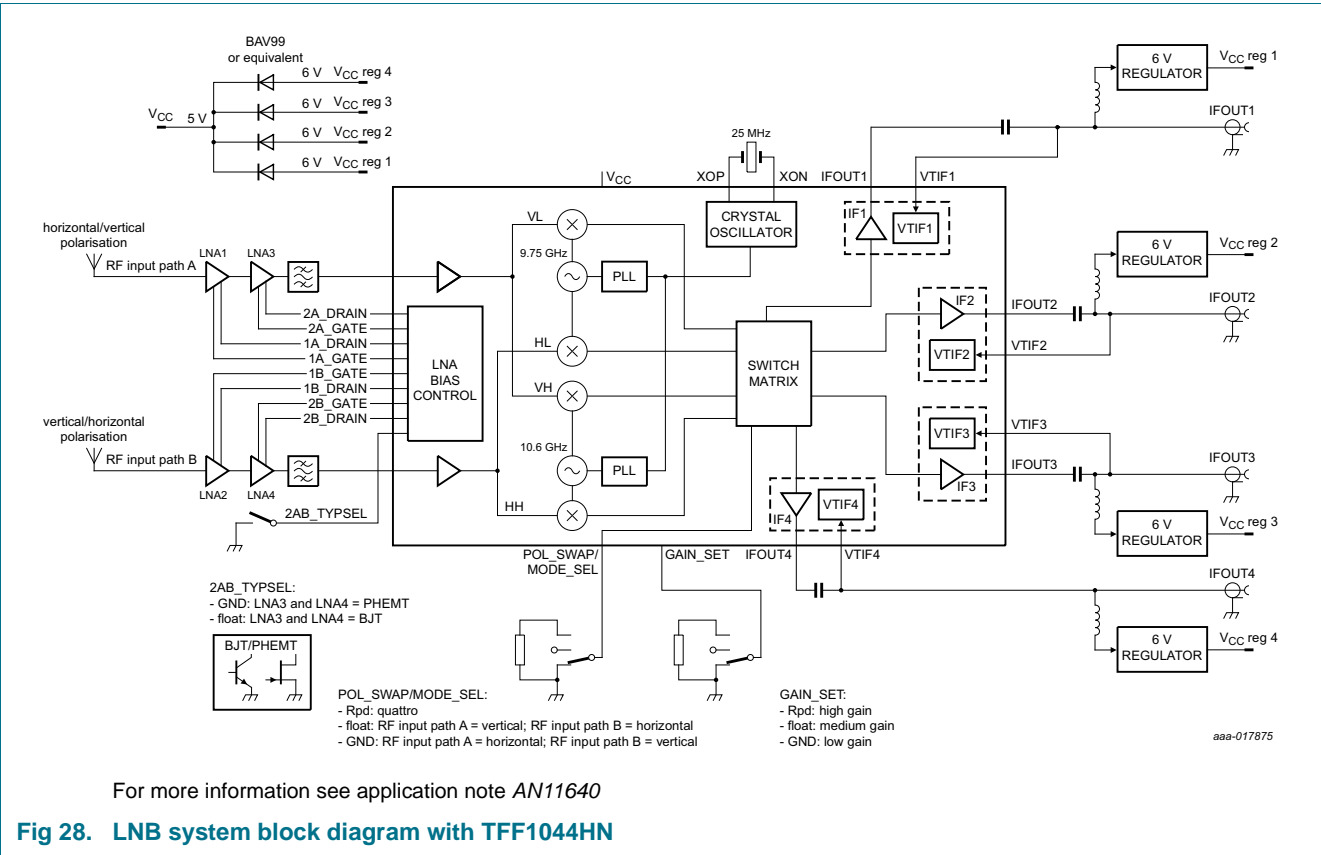 BAV99
or equivalent
6 V VCC reg 4
6 V VCC reg 3
VCC 5 V
6 V VCC reg 2
6 V VCC reg 1
6 V
REGULATOR
VCC reg 1
IFOUT1
25 MHz
VCC
XOP
XON
IFOUT1
VTIF1
CRYSTAL
OSCILLATOR
IF1
VTIF1
horizontal/vertical
polarisation
RF input path A
LNA1
LNA3
VL
9.75 GHz
PLL
6 V
REGULATOR
VCC reg 2
IFOUT2
IF2
IFOUT2
VTIF2
VTIF2
2A_DRAIN
2A_GATE
1A_DRAIN
1A_GATE
1B_GATE
1B_DRAIN
2B_GATE
2B_DRAIN
LNA
BIAS
CONTROL
HL
VH
SWITCH
MATRIX
vertical/horizontal
polarisation
RF input path B
LNA2
LNA4
10.6 GHz
PLL
HH
VTIF3
VTIF3
IF3
IFOUT3
IFOUT3
6 V
REGULATOR
VCC reg 3
2AB_TYPSEL
IF4
VTIF4
POL_SWAP/
MODE_SEL
GAIN_SET
IFOUT4
VTIF4
IFOUT4
6 V
REGULATOR
VCC reg 4
2AB_TYPSEL:
- GND: LNA3 and LNA4 = PHEMT
- float: LNA3 and LNA4 = BJT
BJT/PHEMT
POL_SWAP/MODE_SEL:
- Rpd: quattro
- float: RF input path A = vertical; RF input path B = horizontal
- GND: RF input path A = horizontal; RF input path B = vertical
GAIN_SET:
- Rpd: high gain
- float: medium gain
- GND: low gain
aaa-017875
For more information see application note AN11640
Fig 28. LNB system block diagram with TFF1044HN